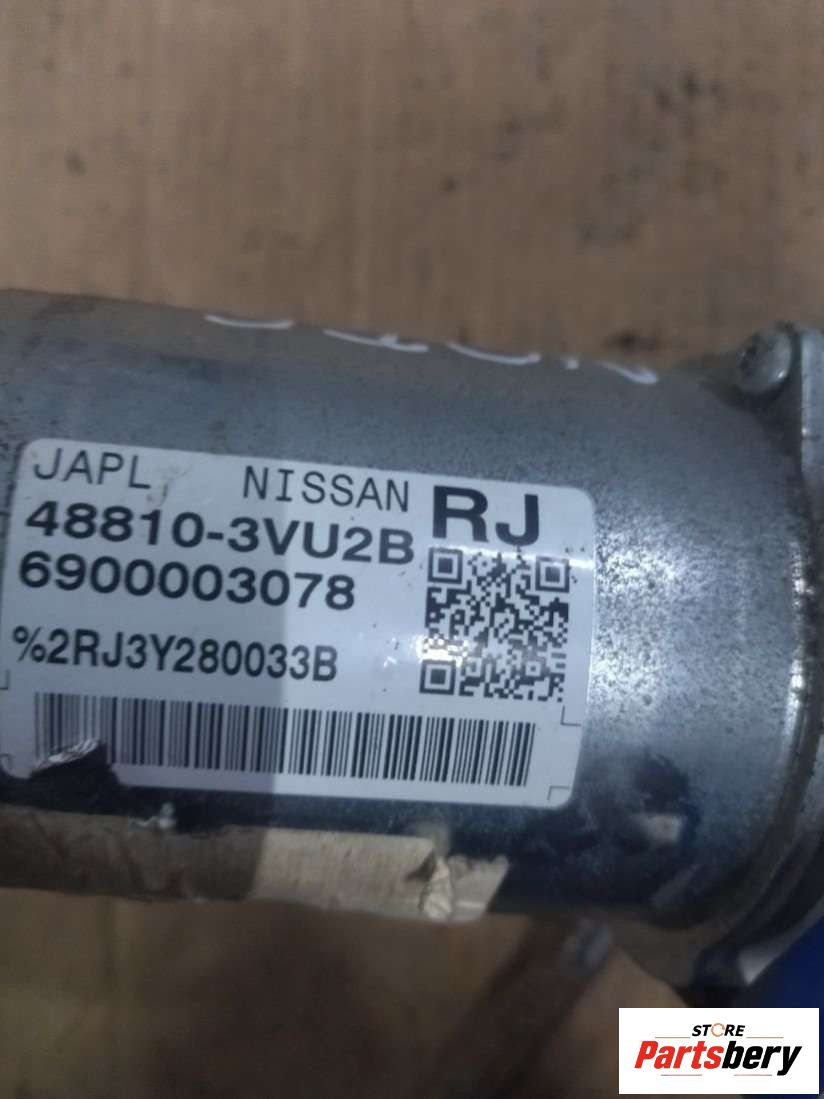 JAPL NISSAN
RJ
48810-3VU2B
6900003078
%2RJ3Y280033B
STORE
Partsbery